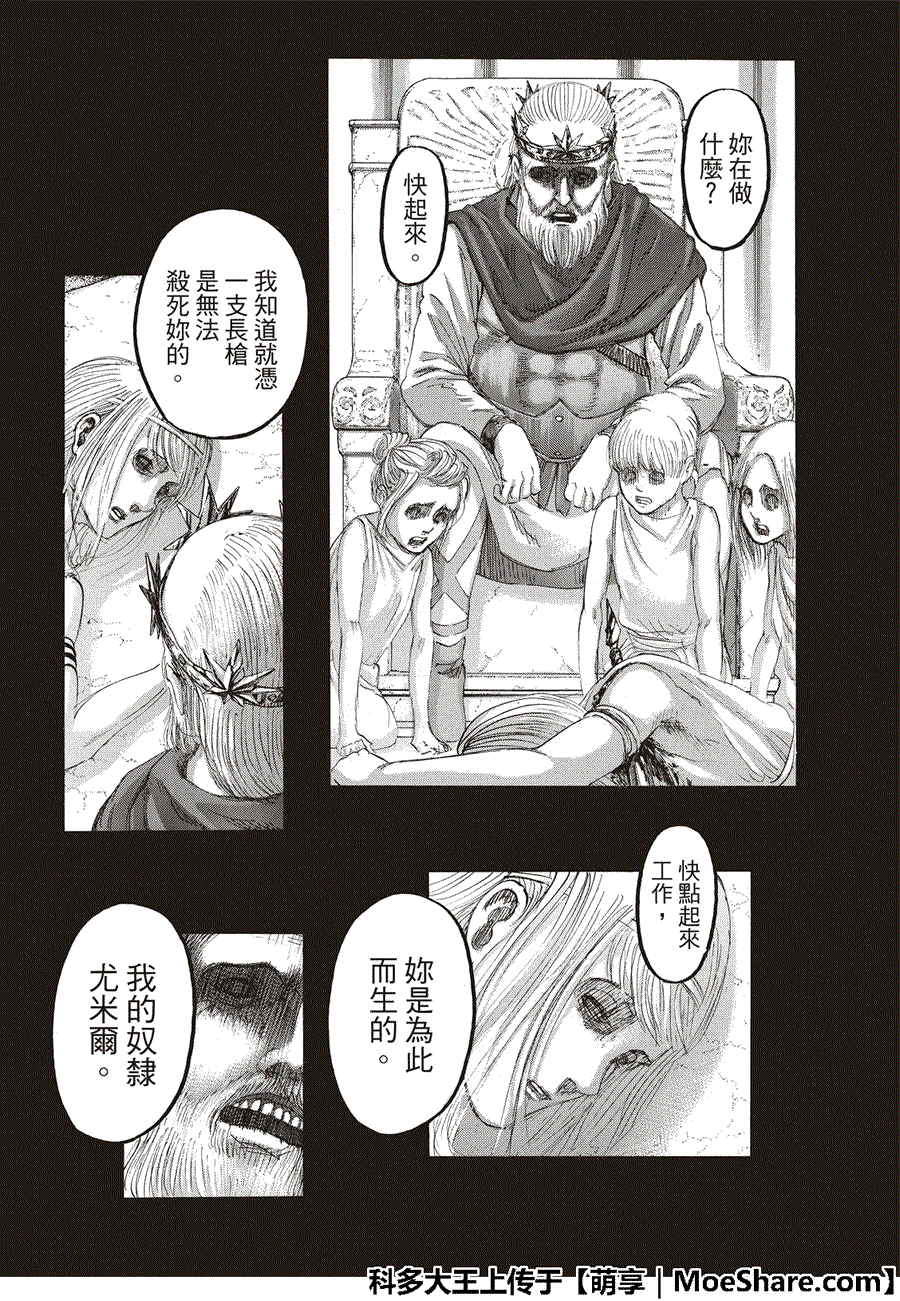 妳在做
什麼？
快起來。
我知道就憑
一支長槍
是無法
殺死妳的。
快點起來
工作，
妳是為此
而生的。
我的奴隸
尤米爾。
科多大王上传于【萌享｜MoeShare.com】